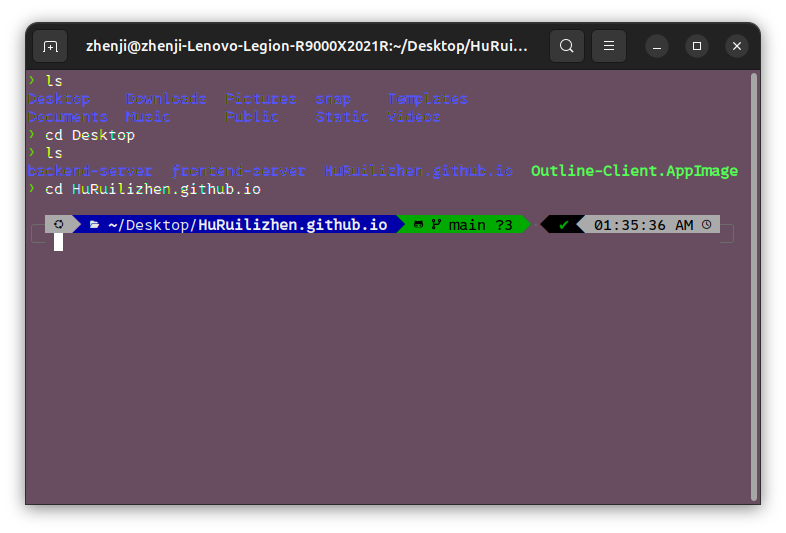 zhenji@zhenji-Lenovo-Legion-R9000X2021R:~/Desktop/HuRui...
❯ ls
Desktop Downloads Pictures snap Templates
Documents Music Public Static Videos
❯ cd Desktop
❯ ls
backend-server frontend-server HuRuilizhen.github.io Outline-Client.AppImage
❯ cd HuRuilizhen.github.io
~/Desktop/HuRuilizhen.github.io main ?3 ✔ 01:35:36 AM